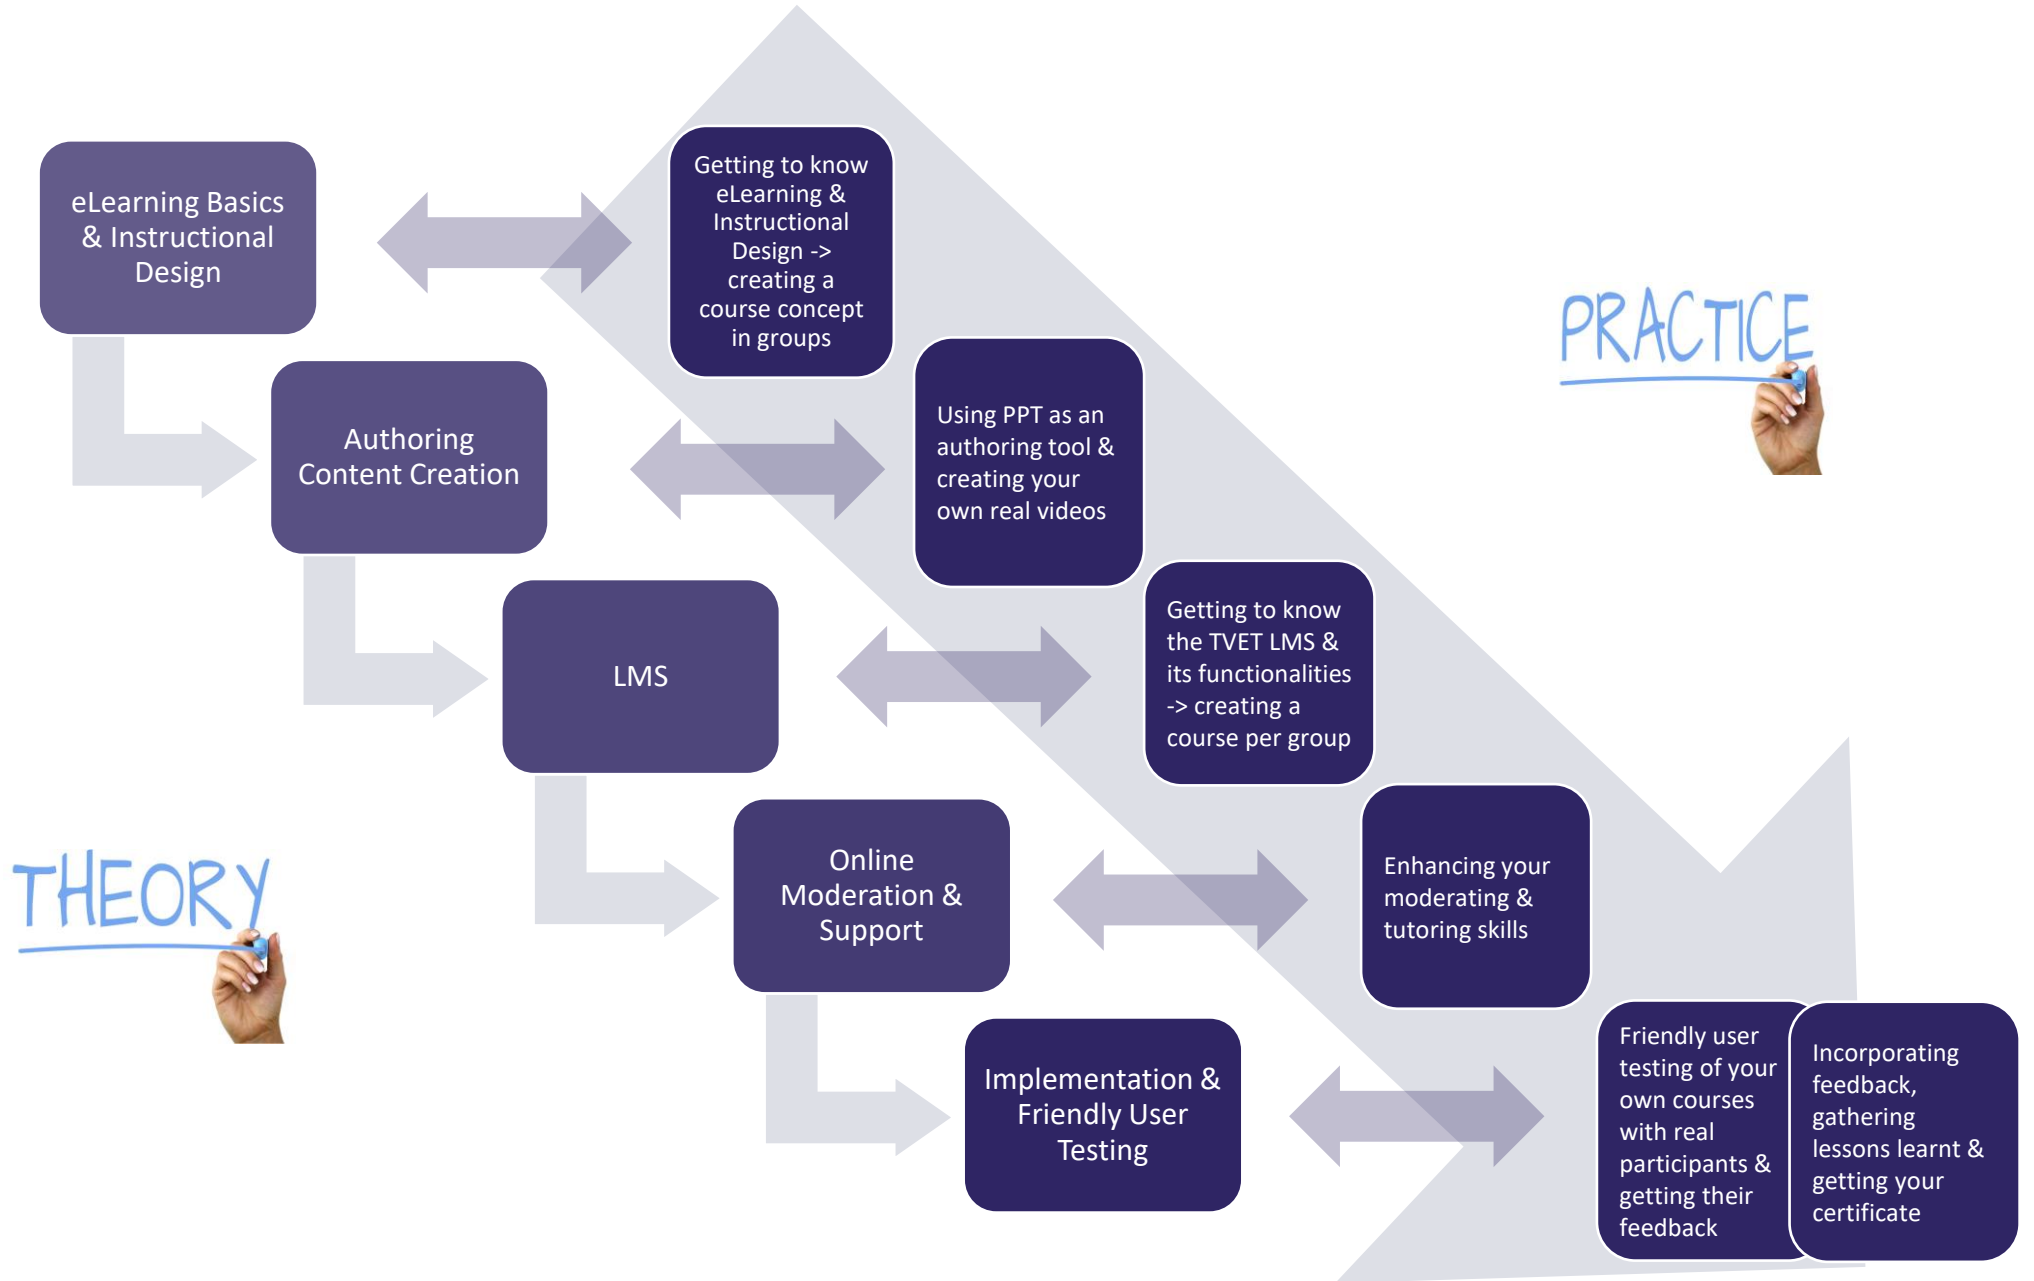 eLearning Basics
& Instructional
Design
Getting to know
eLearning &
Instructional
Design ->
creating a
course concept
in groups
PRACTICE
Authoring
Content Creation
Using PPT as an
authoring tool &
creating your
own real videos
LMS
Getting to know
the TVET LMS &
its functionalities
-> creating a
course per group
THEORY
Online
Moderation &
Support
Enhancing your
moderating &
tutoring skills
Implementation &
Friendly User
Testing
Friendly user
testing of your
own courses
with real
participants &
getting their
feedback
Incorporating
feedback,
gathering
lessons learnt &
getting your
certificate